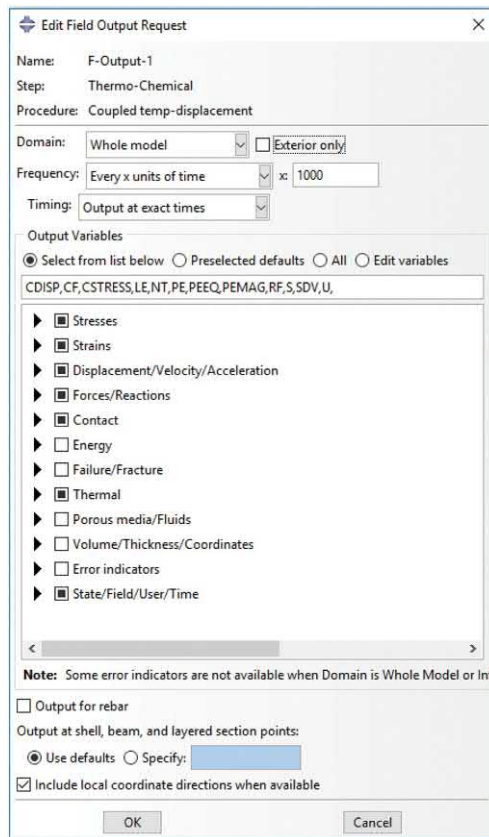 Edit Field Output Request
Name: F-Output-1
Step: Thermo-Chemical
Procedure: Coupled temp-displacement
Domain: Whole model Exterior only
Frequency: Every x units of time x: 1000
Timing: Output at exact times
Output Variables
Select from list below Preselected defaults All Edit variables
CDISP,CF,CSTRESS,LE,NT,PE,PEEQ,PEMAG,RF,S,SDV,U,
Stresses
Strains
Displacement/Velocity/Acceleration
Forces/Reactions
Contact
Energy
Failure/Fracture
Thermal
Porous media/Fluids
Volume/Thickness/Coordinates
Error indicators
State/Field/User/Time
Note: Some error indicators are not available when Domain is Whole Model or In
Output for rebar
Output at shell, beam, and layered section points:
Use defaults Specify:
Include local coordinate directions when available
OK Cancel